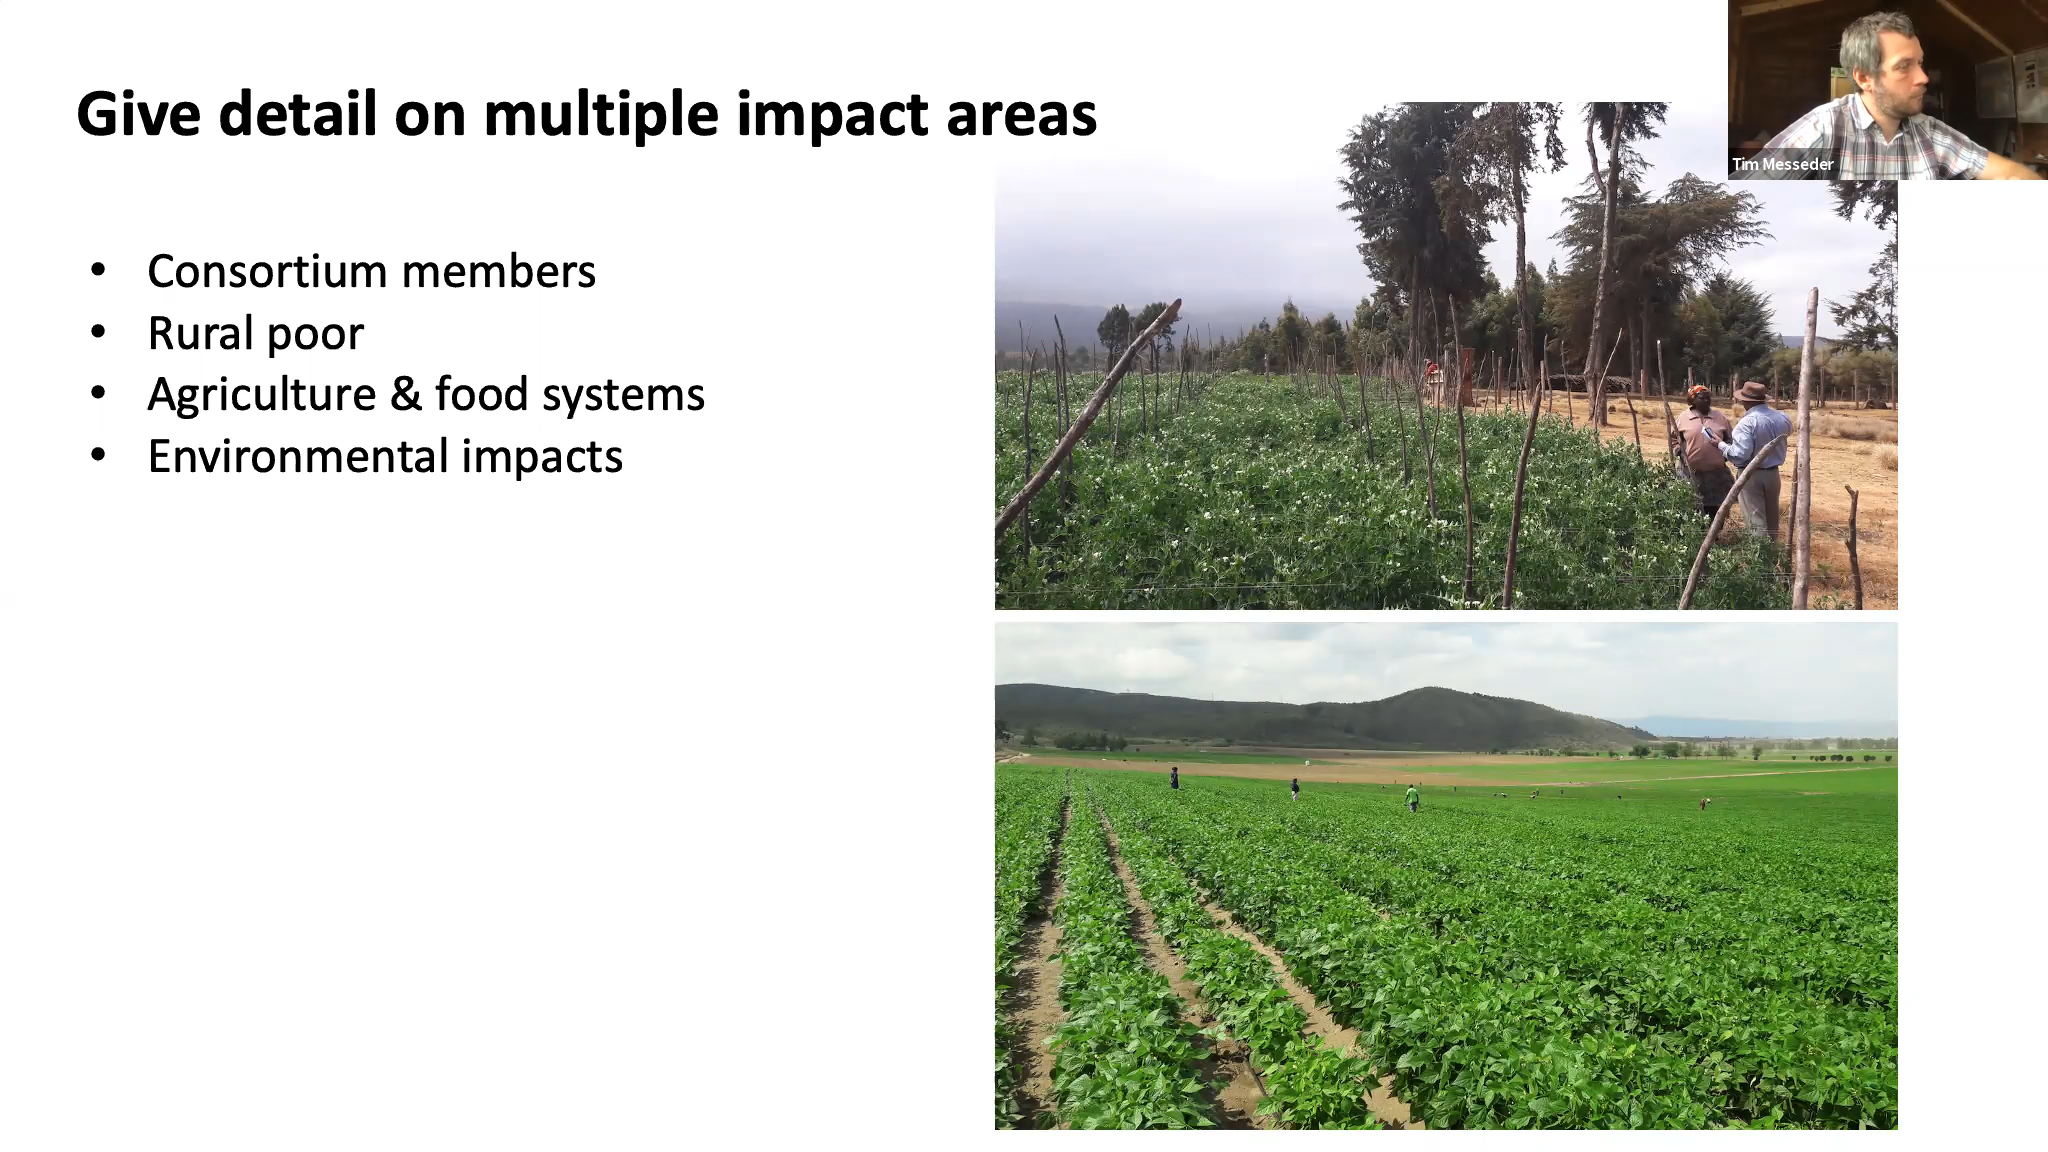 Give detail on multiple impact areas
Tim Messeder
• Consortium members
• Rural poor
• Agriculture & food systems
• Environmental impacts